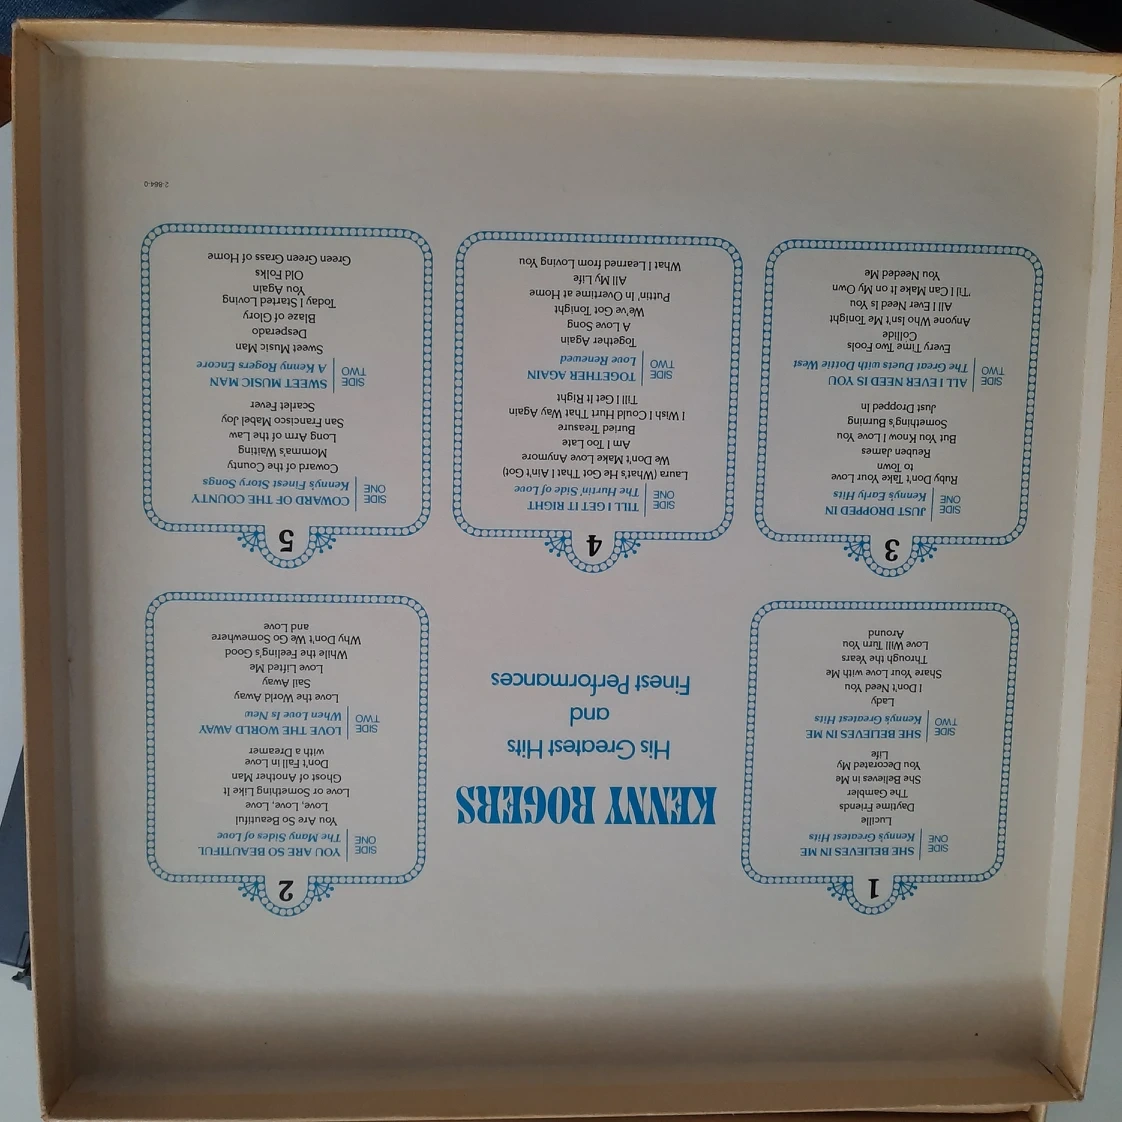 KENNY ROGERS
His Greatest Hits
and
Finest Performances
1
SIDE ONE
SHE BELIEVES IN ME
Kenny's Greatest Hits
Lucille
Daytime Friends
The Gambler
She Believes in Me
You Decorated My
Life
SIDE TWO
SHE BELIEVES IN ME
Kenny's Greatest Hits
Lady
I Don't Need You
Share Your Love with Me
Through the Years
Love Will Turn You
Around
2
SIDE ONE
YOU ARE SO BEAUTIFUL
The Many Sides of Love
You Are So Beautiful
Love, Love, Love
Love or Something Like It
Ghost of Another Man
Don't Fall in Love
with a Dreamer
SIDE TWO
LOVE THE WORLD AWAY
When Love Is New
Love the World Away
Sail Away
Love Lifted Me
While the Feeling's Good
Why Don't We Go Somewhere
and Love
3
SIDE ONE
JUST DROPPED IN
Kenny's Early Hits
Ruby Don't Take Your Love
to Town
Reuben James
But You Know I Love You
Something's Burning
Just Dropped In
SIDE TWO
ALL I EVER NEED IS YOU
The Great Duets with Dottie West
Every Time Two Fools
Collide
Anyone Who Isn't Me Tonight
All I Ever Need Is You
'Til I Can Make It on My Own
You Needed Me
4
SIDE ONE
TILL I GET IT RIGHT
The Hurtin' Side of Love
Laura (What's He Got That I Ain't Got)
We Don't Make Love Anymore
Am I Too Late
Buried Treasure
I Wish I Could Hurt That Way Again
Till I Get It Right
SIDE TWO
TOGETHER AGAIN
Love Renewed
Together Again
A Love Song
We've Got Tonight
Puttin' In Overtime at Home
All My Life
What I Learned from Loving You
5
SIDE ONE
COWARD OF THE COUNTY
Kenny's Finest Story Songs
Coward of the County
Momma's Waiting
Long Arm of the Law
San Francisco Mabel Joy
Scarlet Fever
SIDE TWO
SWEET MUSIC MAN
A Kenny Rogers Encore
Sweet Music Man
Desperado
Blaze of Glory
Today I Started Loving
You Again
Old Folks
Green Green Grass of Home
2-864-0